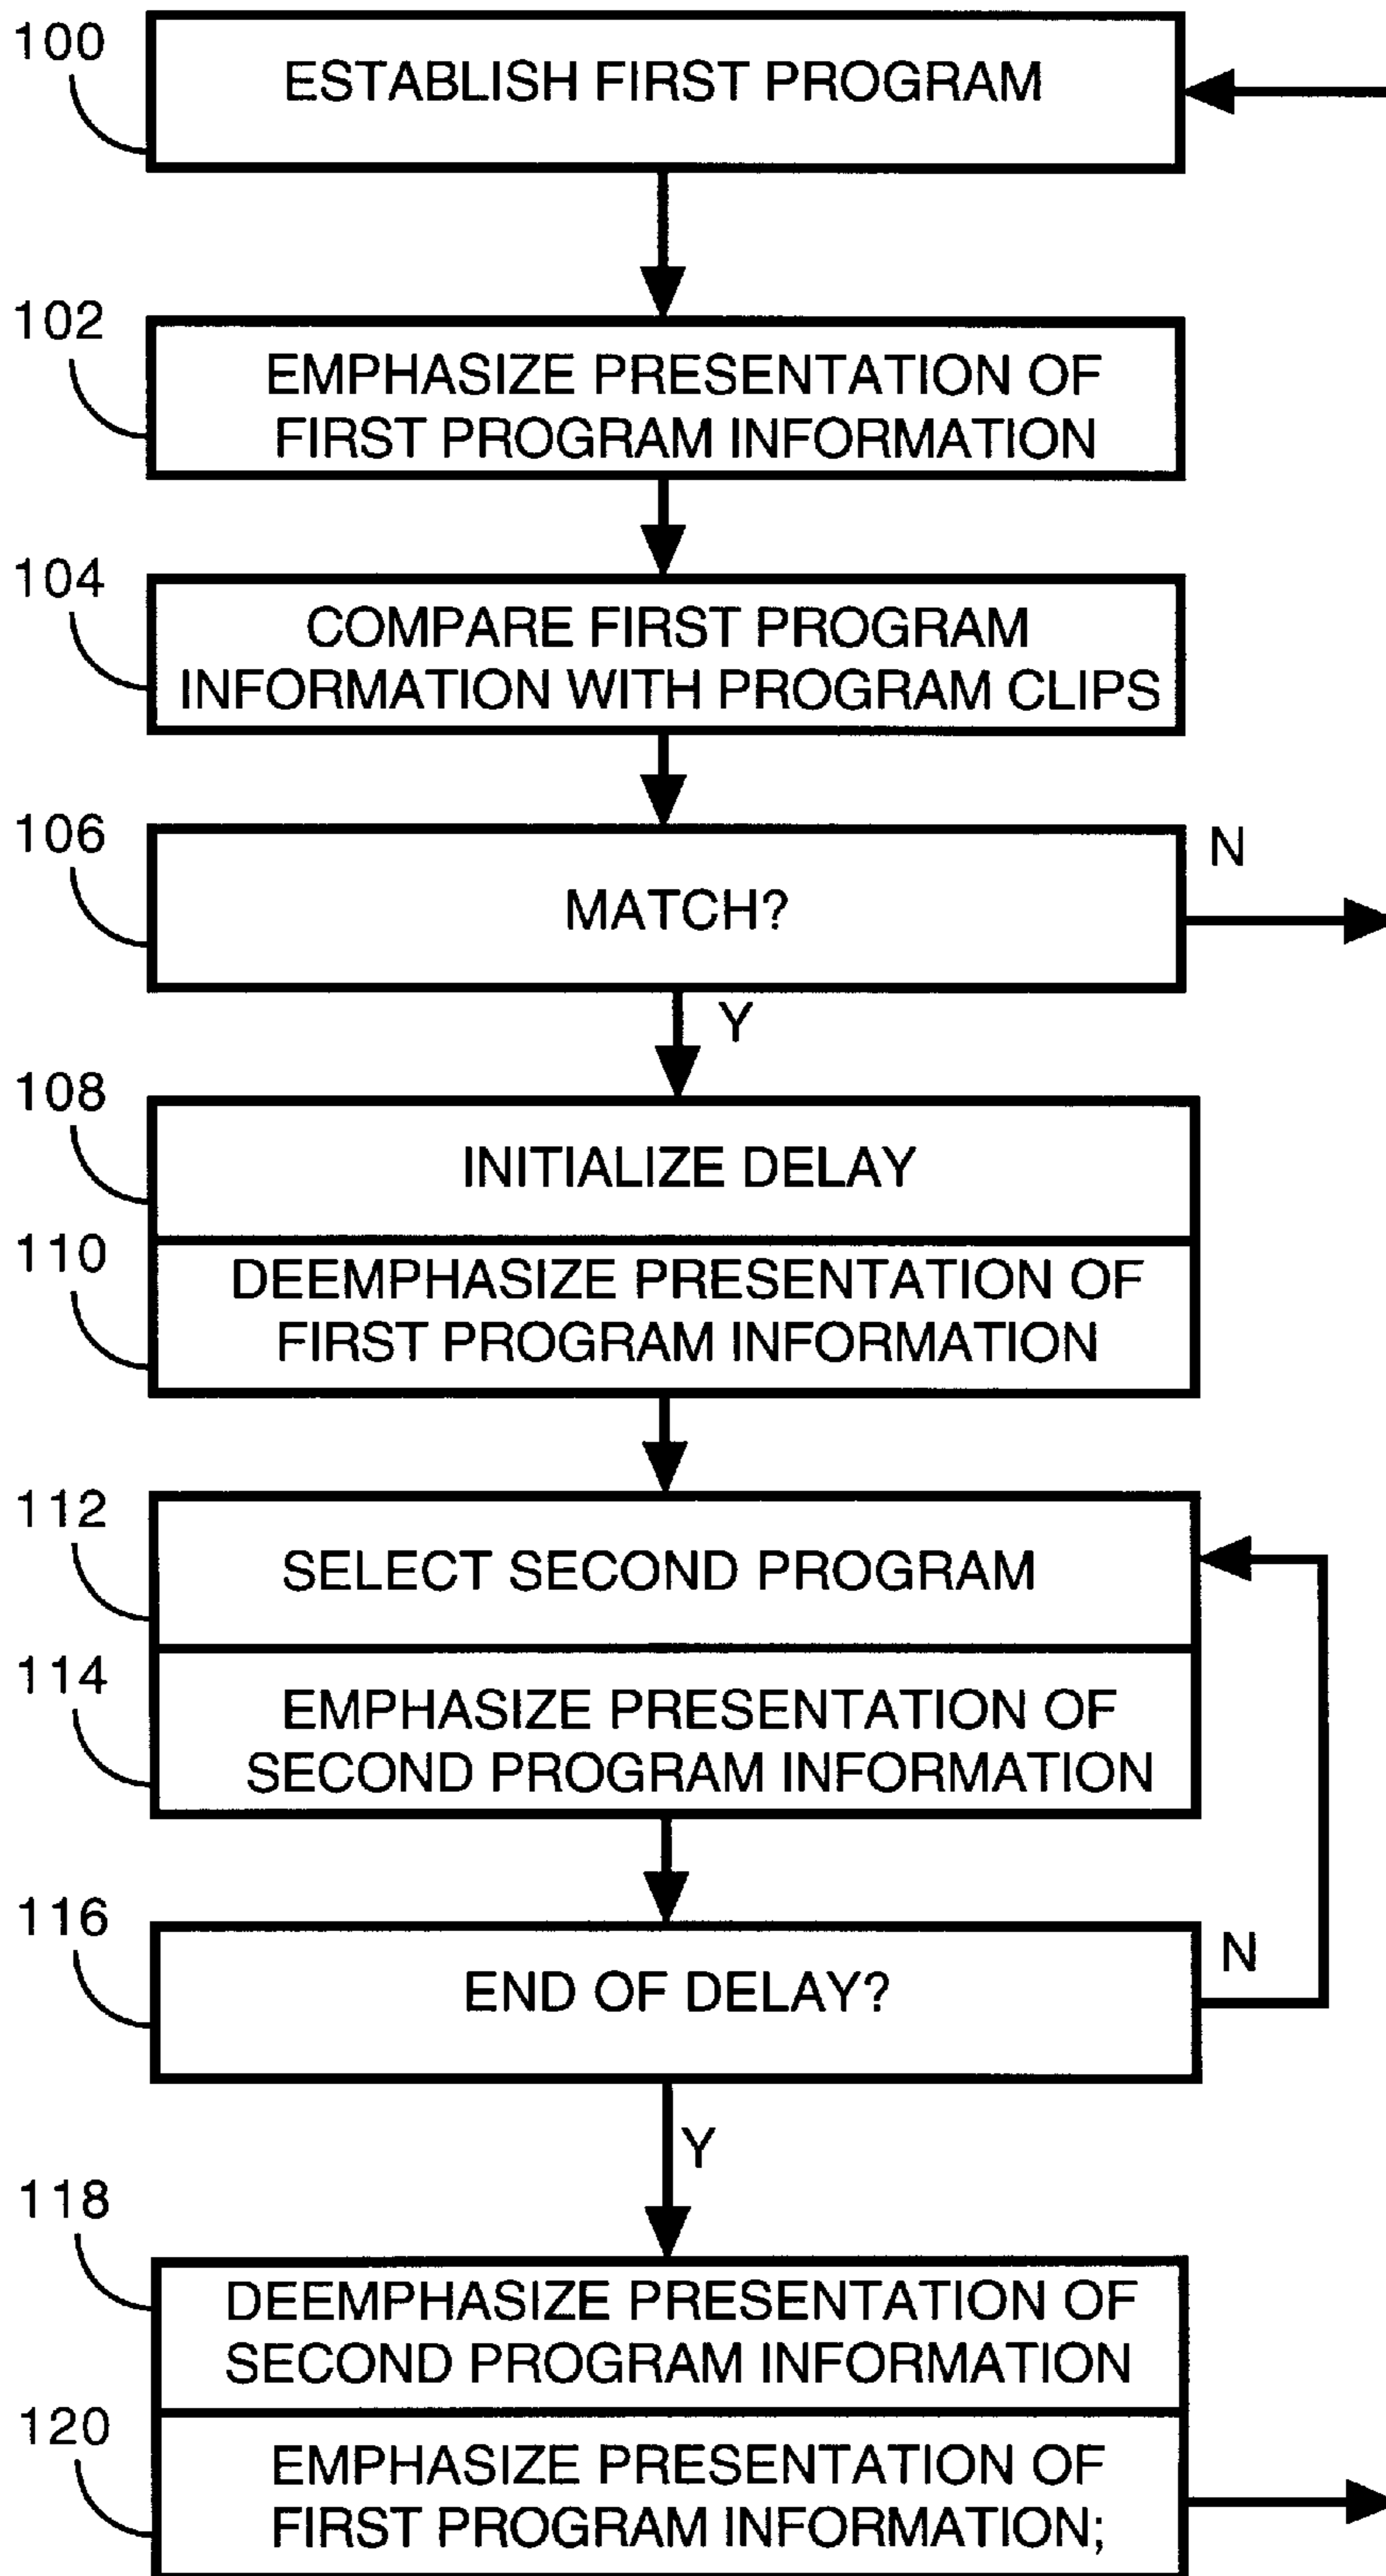 100
ESTABLISH FIRST PROGRAM
102
EMPHASIZE PRESENTATION OF
FIRST PROGRAM INFORMATION
104
COMPARE FIRST PROGRAM
INFORMATION WITH PROGRAM CLIPS
106
MATCH?
N
Y
108
INITIALIZE DELAY
110
DEEMPHASIZE PRESENTATION OF
FIRST PROGRAM INFORMATION
112
SELECT SECOND PROGRAM
114
EMPHASIZE PRESENTATION OF
SECOND PROGRAM INFORMATION
116
END OF DELAY?
N
Y
118
DEEMPHASIZE PRESENTATION OF
SECOND PROGRAM INFORMATION
120
EMPHASIZE PRESENTATION OF
FIRST PROGRAM INFORMATION;